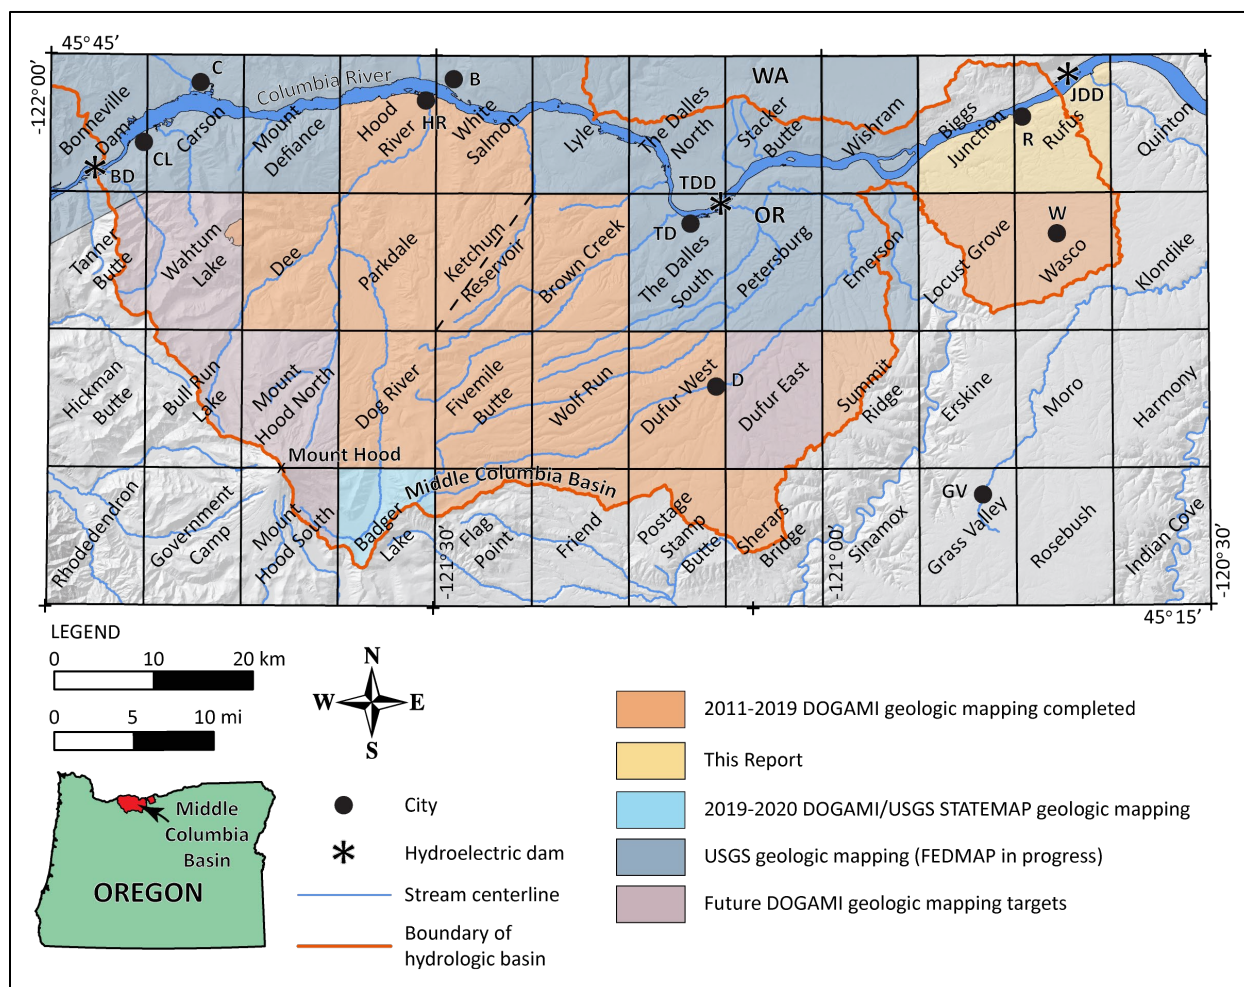 45°45’
-122°00’
C
Columbia River
B
WA
JDD
Bonneville
Dam
CL
BD
Carson
Mount
Defiance
Hood
River
HR
White
Salmon
Lyle
The Dalles
North
Stacker
Butte
Wishram
Biggs
Junction
R
Rufus
Quinton
TDD
OR
TD
W
Tanner
Butte
Wahtum
Lake
Dee
Parkdale
Ketchum
Reservoir
Brown Creek
The Dalles
South
Petersburg
Emerson
Locust Grove
Wasco
Klondike
Hickman
Butte
Bull Run
Lake
Mount
Hood North
Dog River
Fivemile
Butte
Wolf Run
Dufur West
D
Dufur East
Summit
Ridge
Erskine
Moro
Harmony
Mount Hood
Middle Columbia Basin
GV
Rhodedendron
Government
Camp
Mount
Hood South
Badger
Lake
-121°30’
Flag
Point
Friend
Postage
Stamp
Butte
Sherars
Bridge
-121°00’
Sinamox
Grass Valley
Rosebush
Indian Cove
-120°30’
45°15’
LEGEND
0 10 20 km
0 5 10 mi
N
W E
S
Middle
Columbia
Basin
OREGON
City
Hydroelectric dam
Stream centerline
Boundary of
hydrologic basin
2011-2019 DOGAMI geologic mapping completed
This Report
2019-2020 DOGAMI/USGS STATEMAP geologic mapping
USGS geologic mapping (FEDMAP in progress)
Future DOGAMI geologic mapping targets